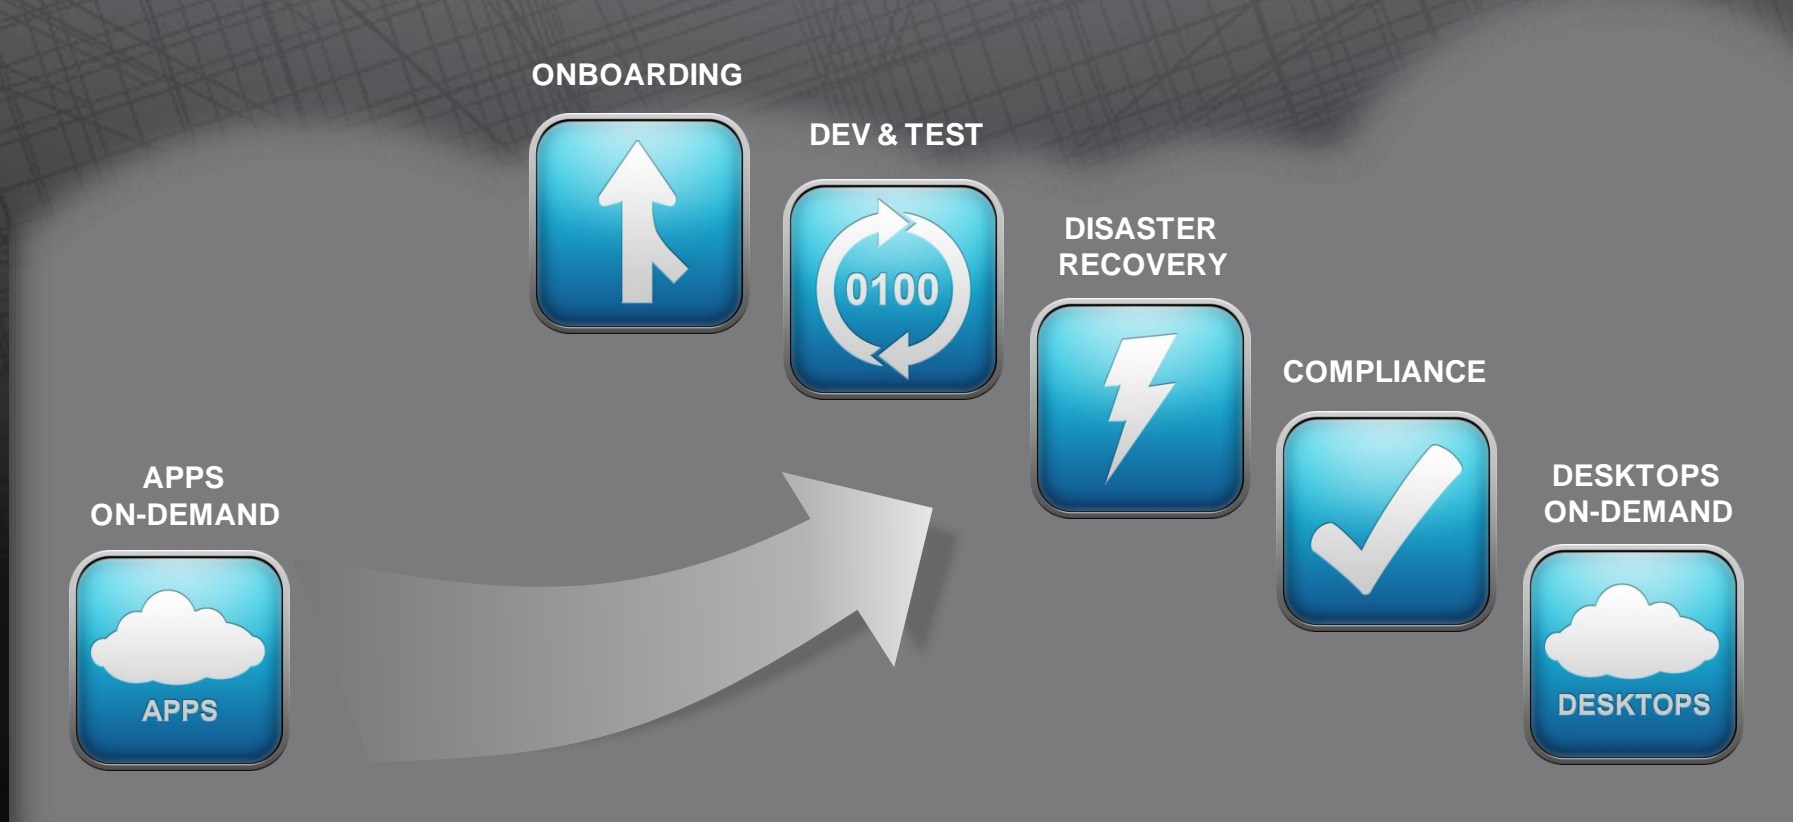 ONBOARDING
DEV & TEST
0100
DISASTER
RECOVERY
COMPLIANCE
APPS
ON-DEMAND
APPS
DESKTOPS
ON-DEMAND
DESKTOPS